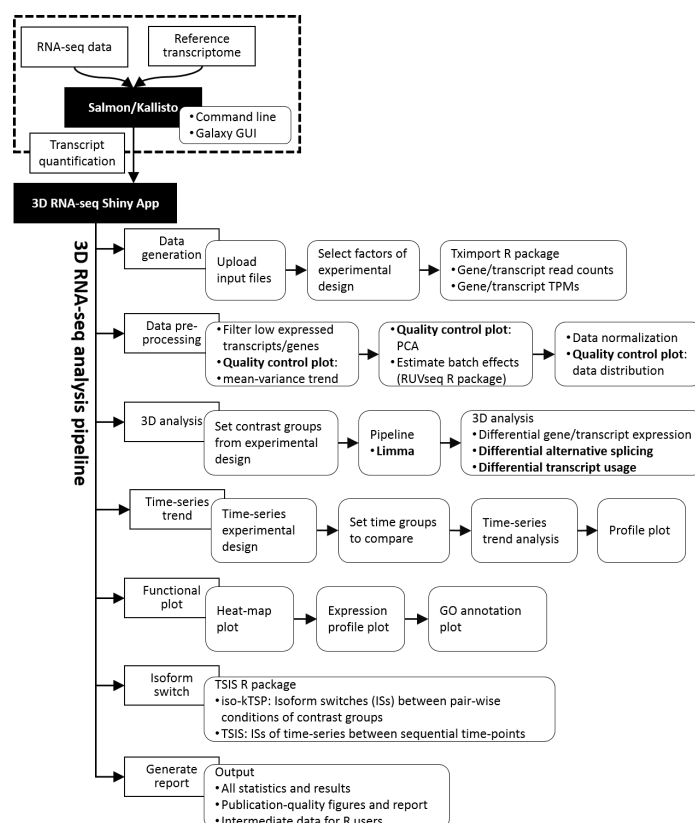 RNA-seq data
Reference
transcriptome
Salmon/Kallisto
• Command line
• Galaxy GUI
Transcript
quantification
3D RNA-seq Shiny App
3D RNA-seq analysis pipeline
Data
generation
Upload
input files
Select factors of
experimental
design
Tximport R package
• Gene/transcript read counts
• Gene/transcript TPMs
Data pre-
processing
• Filter low expressed
transcripts/genes
• Quality control plot:
• mean-variance trend
• Quality control plot:
PCA
• Estimate batch effects
(RUVseq R package)
• Data normalization
• Quality control plot:
data distribution
3D analysis
Set contrast groups
from experimental
design
Pipeline
• Limma
3D analysis
• Differential gene/transcript expression
• Differential alternative splicing
• Differential transcript usage
Time-series
trend
Time-series
experimental
design
Set time groups
to compare
Time-series
trend analysis
Profile plot
Functional
plot
Heat-map
plot
Expression
profile plot
GO annotation
plot
Isoform
switch
TSIS R package
• iso-kTSP: Isoform switches (ISs) between pair-wise
conditions of contrast groups
• TSIS: ISs of time-series between sequential time-points
Generate
report
Output
• All statistics and results
• Publication-quality figures and report
• Intermediate data for R users